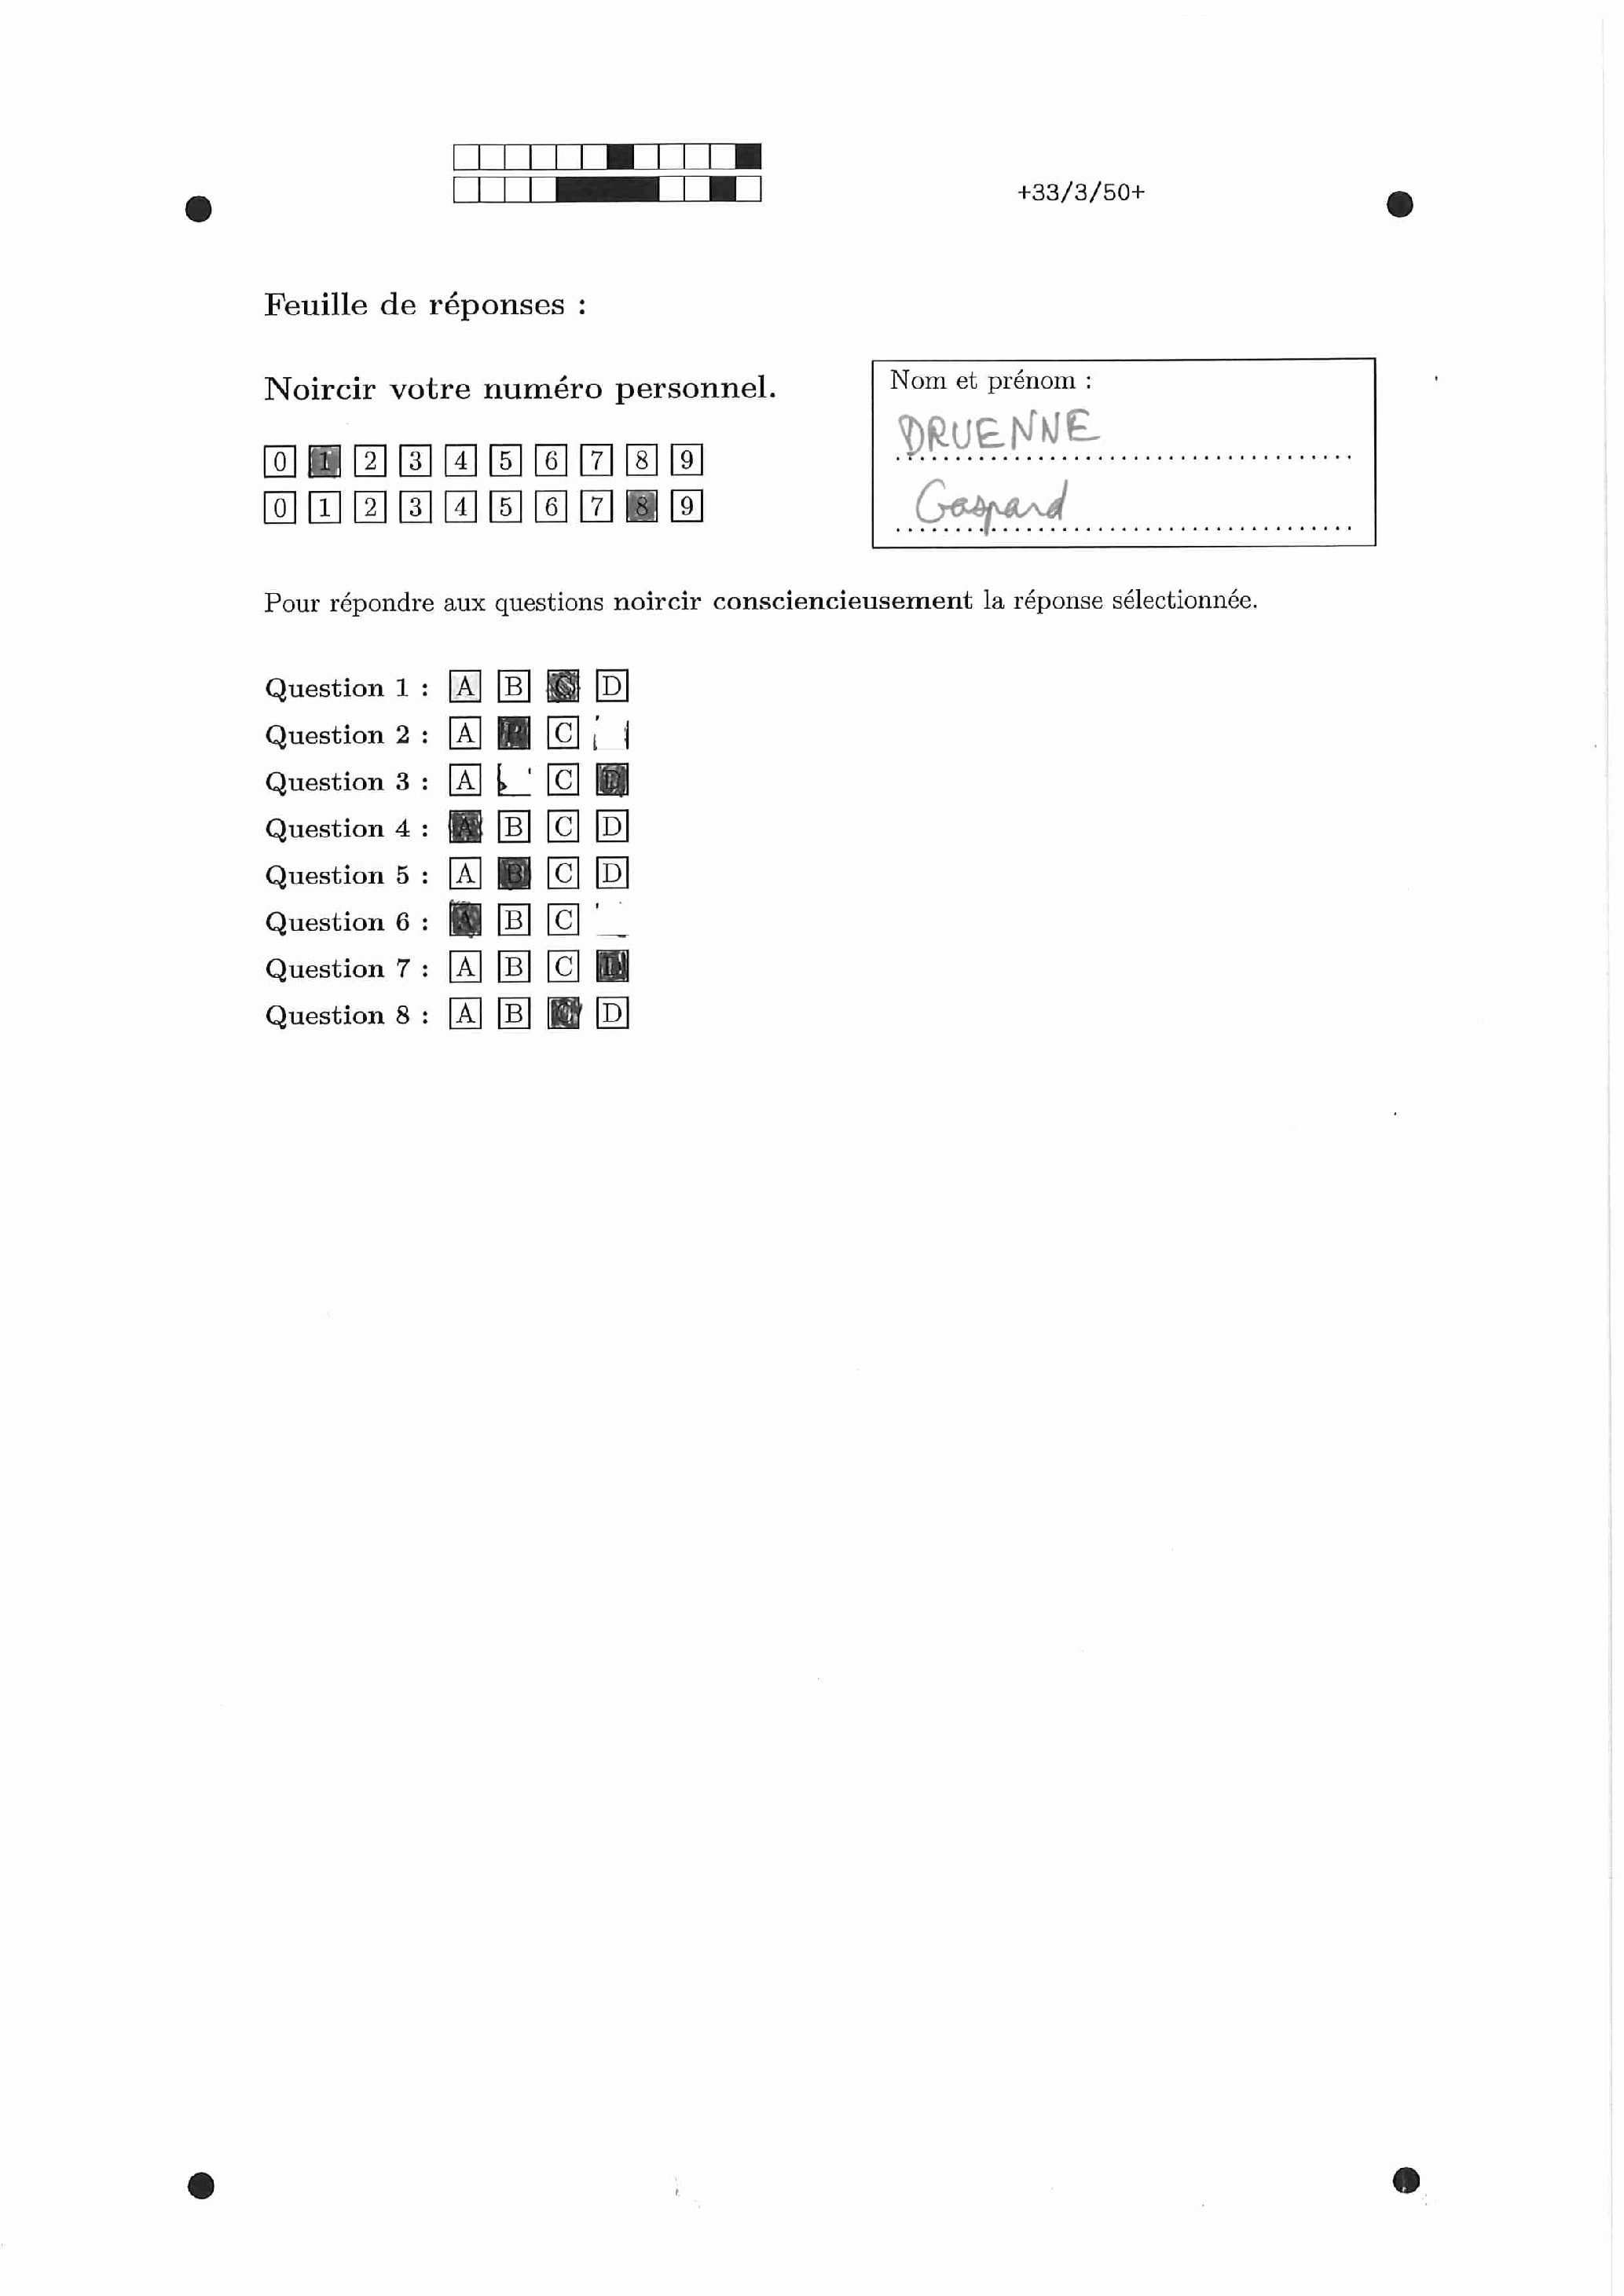 +33/3/50+
Feuille de réponses :
Noircir votre numéro personnel.
0 1 2 3 4 5 6 7 8 9
0 1 2 3 4 5 6 7 8 9
Nom et prénom :
DRUENNE
Gaspard
Pour répondre aux questions noircir consciencieusement la réponse sélectionnée.
Question 1 : A B C D
Question 2 : A B C
Question 3 : A C D
Question 4 : A B C D
Question 5 : A B C D
Question 6 : A B C
Question 7 : A B C D
Question 8 : A B C D